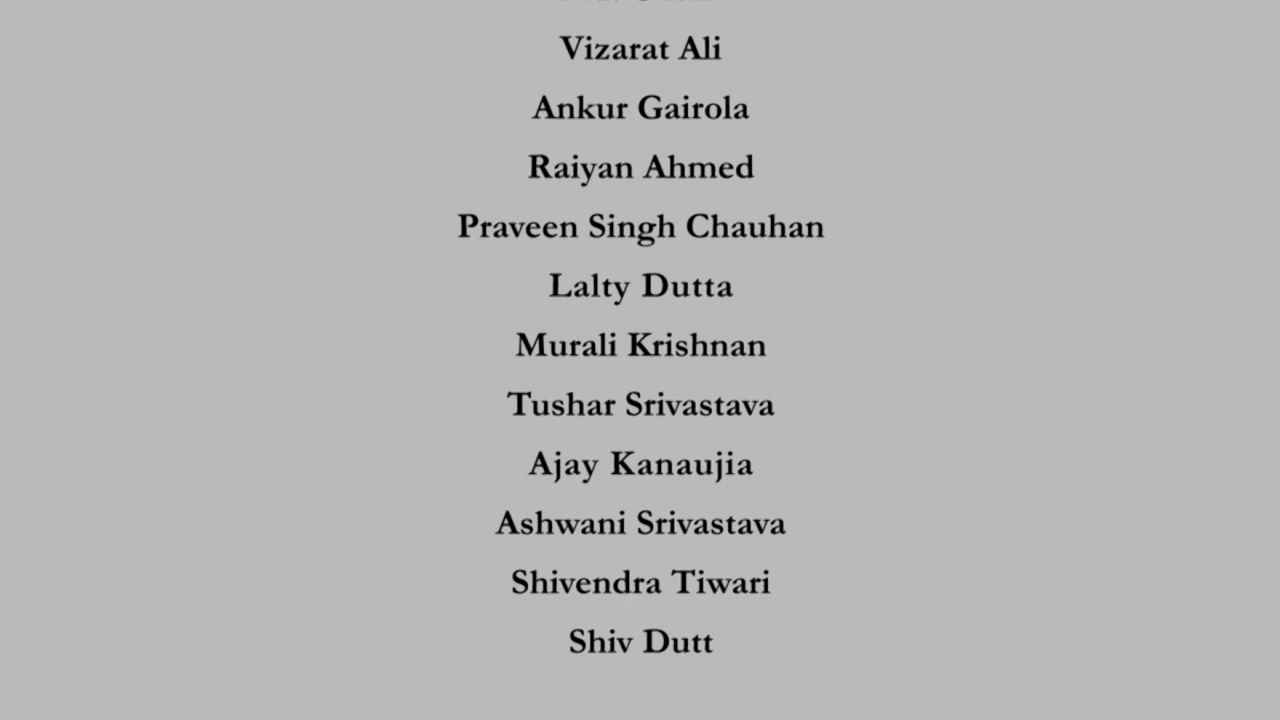 Vizarat Ali
Ankur Gairola
Raiyan Ahmed
Praveen Singh Chauhan
Lalty Dutta
Murali Krishnan
Tushar Srivastava
Ajay Kanaujia
Ashwani Srivastava
Shivendra Tiwari
Shiv Dutt